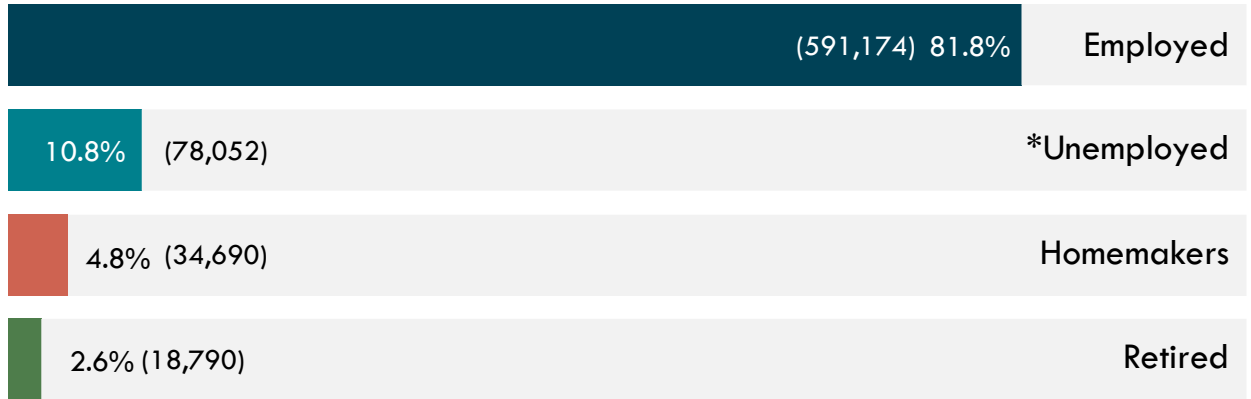 (591,174) 81.8% Employed
10.8% (78,052) *Unemployed
4.8% (34,690) Homemakers
2.6% (18,790) Retired